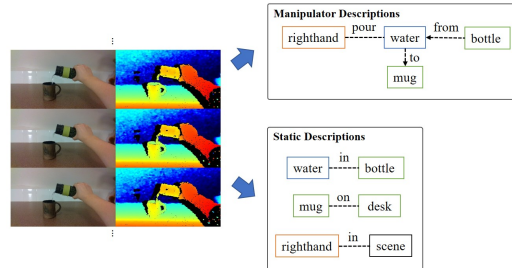 Manipulator Descriptions
righthand pour water from bottle
to
mug
Static Descriptions
water in bottle
mug on desk
righthand in scene